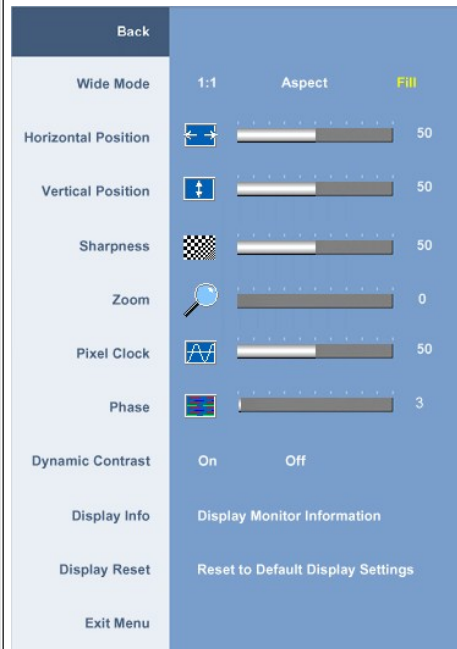 Back
Wide Mode 1:1 Aspect Fill
Horizontal Position 50
Vertical Position 50
Sharpness 50
Zoom 0
Pixel Clock 50
Phase 3
Dynamic Contrast On Off
Display Info Display Monitor Information
Display Reset Reset to Default Display Settings
Exit Menu